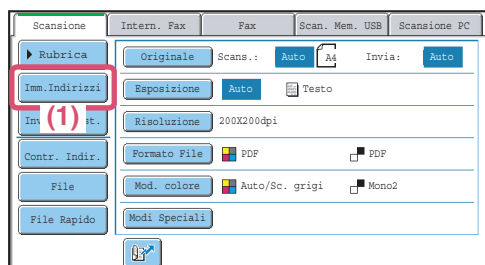 Scansione Intern. Fax Fax Scan. Mem. USB Scansione PC
Rubrica Originale Scans.: Auto A4 Invia: Auto
Imm.Indirizzi Esposizione Auto Testo
(1) st. Risoluzione 200X200dpi
Contr. Indir. Formato File PDF PDF
File Mod. colore Auto/Sc. grigi Mono2
File Rapido Modi Speciali